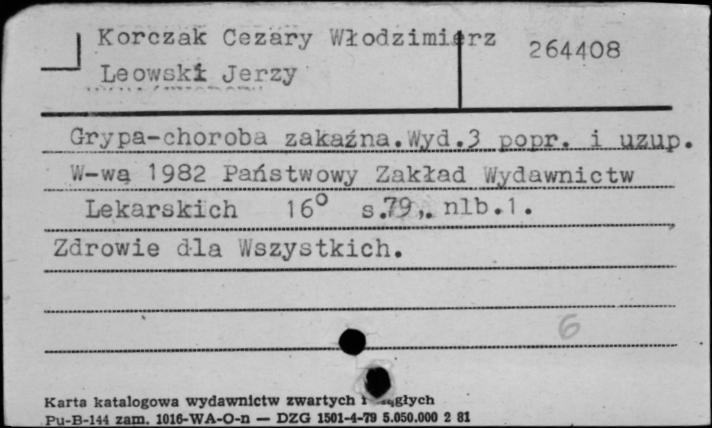 Korczak Cezary Włodzimierz 264408
Leowski Jerzy
Grypa-choroba zakaźna.Wyd.3 popr. i uzup.
W-wą 1982 Państwowy Zakład Wydawnictw
Lekarskich 16° s.79,. nlb.1.
Zdrowie dla Wszystkich.
6
Karta katalogowa wydawnictw zwartych i
Pu-B-144 zam. 1016-WA-O-n — DZG 1501-4-79 5.050.000 2 81